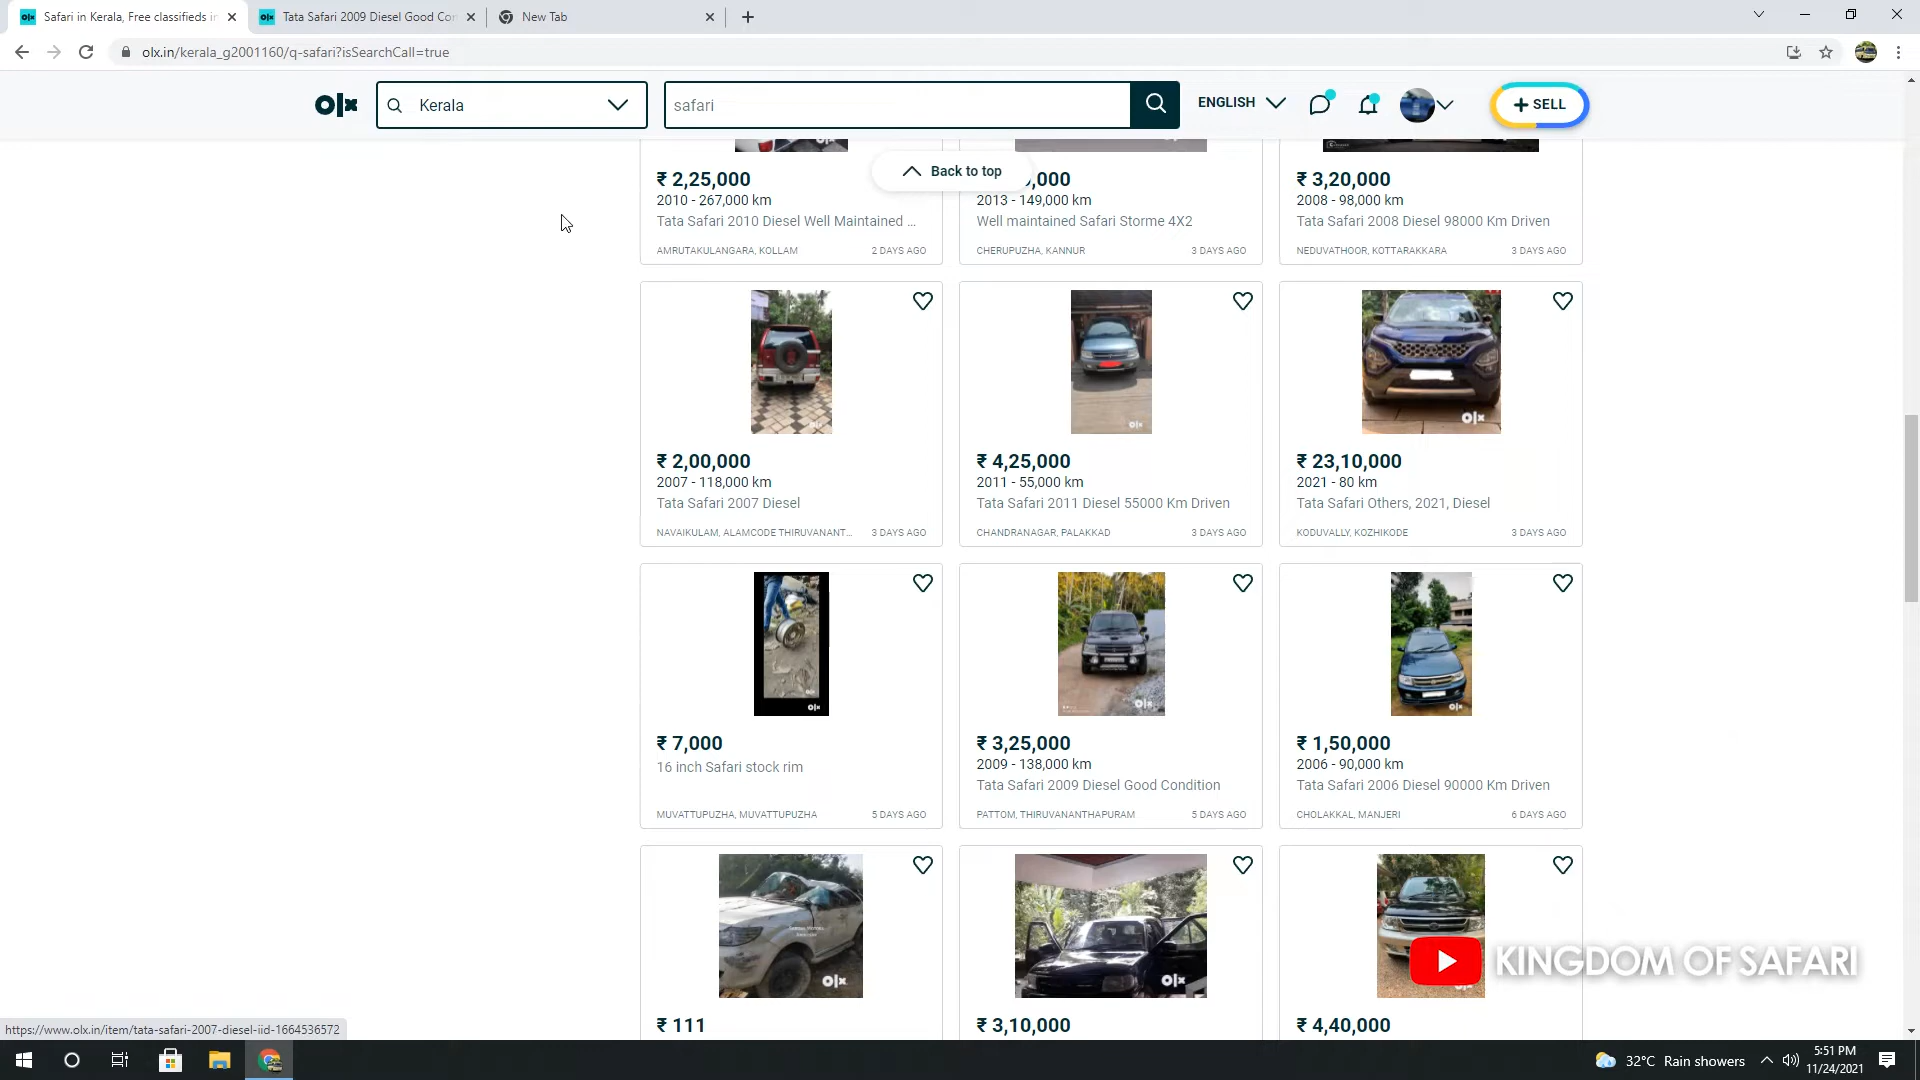 Safari in Kerala, Free classifieds in
Tata Safari 2009 Diesel Good Con
New Tab
olx.in/kerala_g2001160/q-safari?isSearchCall=true
olx
Kerala
safari
ENGLISH
+ SELL
Back to top
₹ 2,25,000
2010 - 267,000 km
Tata Safari 2010 Diesel Well Maintained ...
AMRUTAKULANGARA, KOLLAM
2 DAYS AGO
,000
2013 - 149,000 km
Well maintained Safari Storme 4X2
CHERUPUZHA, KANNUR
3 DAYS AGO
₹ 3,20,000
2008 - 98,000 km
Tata Safari 2008 Diesel 98000 Km Driven
NEDUVATHOOR, KOTTARAKKARA
3 DAYS AGO
olx
₹ 2,00,000
2007 - 118,000 km
Tata Safari 2007 Diesel
NAVAIKULAM, ALAMCODE THIRUVANANT...
3 DAYS AGO
olx
₹ 4,25,000
2011 - 55,000 km
Tata Safari 2011 Diesel 55000 Km Driven
CHANDRANAGAR, PALAKKAD
3 DAYS AGO
olx
₹ 23,10,000
2021 - 80 km
Tata Safari Others, 2021, Diesel
KODUVALLY, KOZHIKODE
3 DAYS AGO
olx
₹ 7,000
16 inch Safari stock rim
MUVATTUPUZHA, MUVATTUPUZHA
5 DAYS AGO
olx
₹ 3,25,000
2009 - 138,000 km
Tata Safari 2009 Diesel Good Condition
PATTOM, THIRUVANANTHAPURAM
5 DAYS AGO
olx
₹ 1,50,000
2006 - 90,000 km
Tata Safari 2006 Diesel 90000 Km Driven
CHOLAKKAL, MANJERI
6 DAYS AGO
olx
₹ 111
olx
₹ 3,10,000
₹ 4,40,000
KINGDOM OF SAFARI
https://www.olx.in/item/tata-safari-2007-diesel-iid-1664536572
32°C Rain showers
5:51 PM
11/24/2021